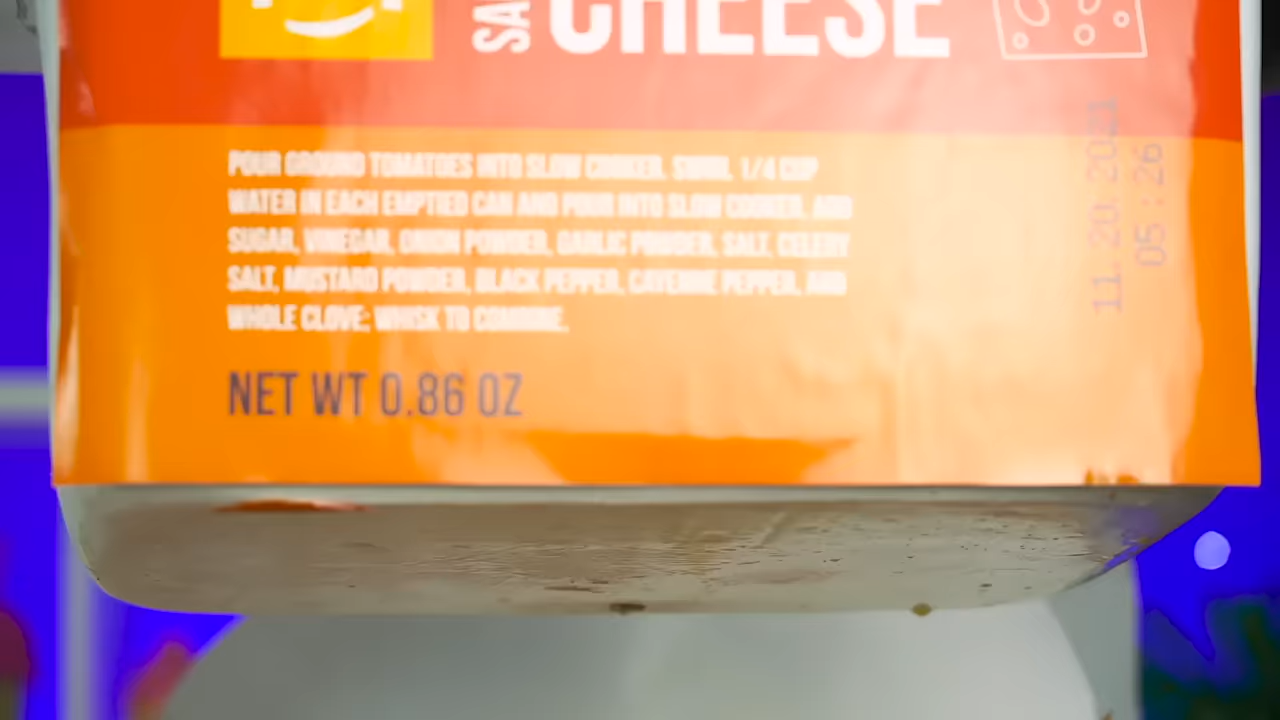 CHEESE
POUR GROUND TOMATOES INTO SLOW COOKER. SWIRL 1/4 CUP
WATER IN EACH EMPTIED CAN AND POUR INTO SLOW COOKER. ADD
SUGAR, VINEGAR, ONION POWDER, GARLIC POWDER, SALT, CELERY
SALT, MUSTARD POWDER, BLACK PEPPER, CAYENNE PEPPER, AND
WHOLE CLOVE; WHISK TO COMBINE.
NET WT 0.86 OZ
11. 20. 2021
05 : 26